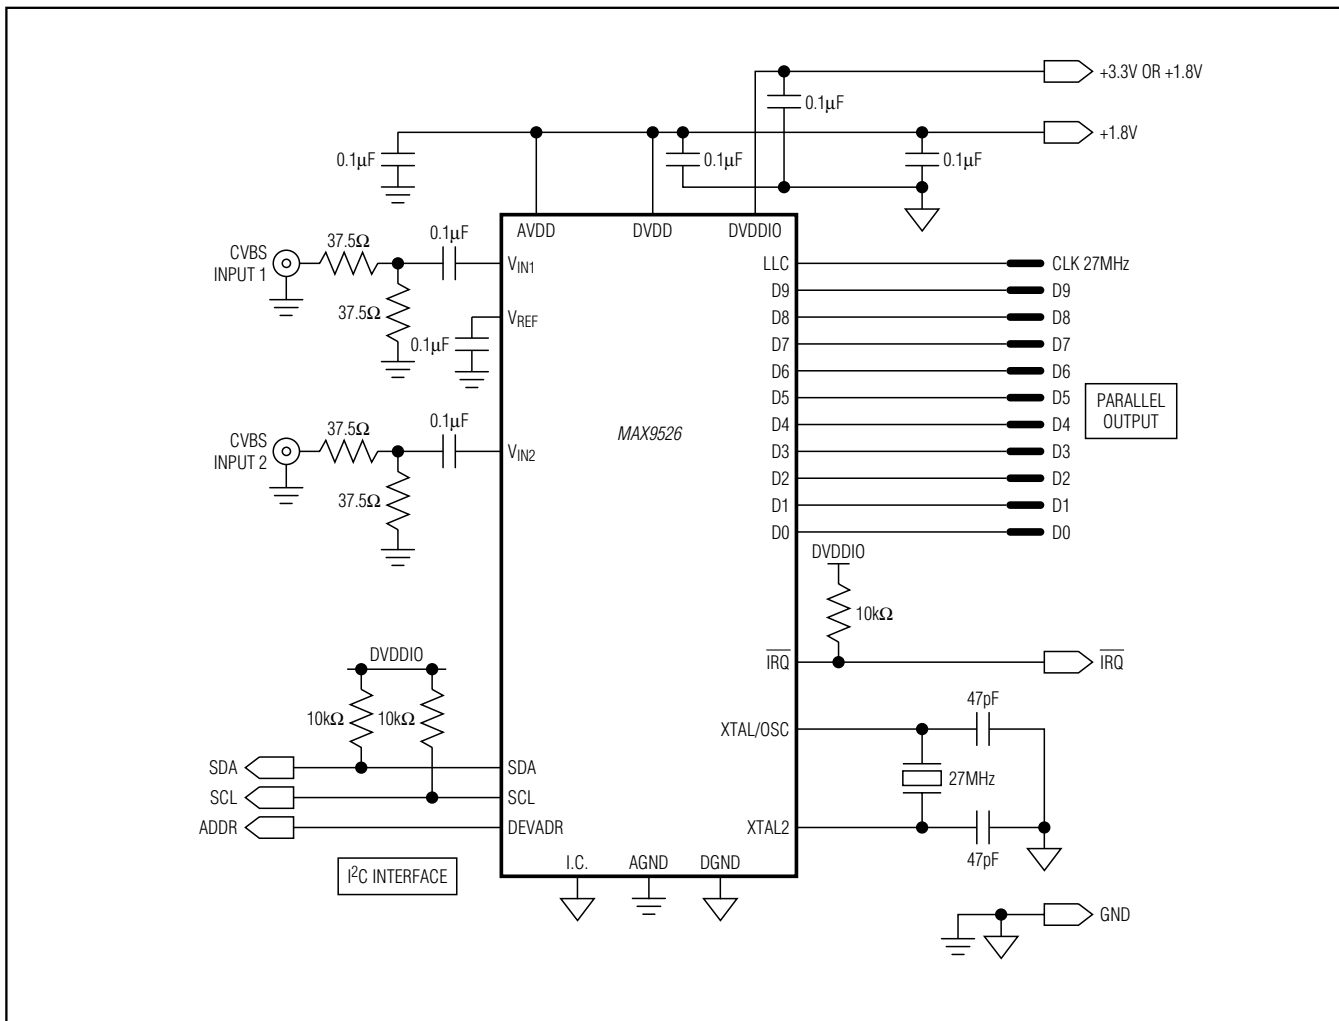 +3.3V OR +1.8V
0.1µF
+1.8V
0.1µF
0.1µF
0.1µF
AVDD
DVDD
DVDDIO
CVBS
INPUT 1
37.5Ω
0.1µF
VIN1
37.5Ω
VREF
0.1µF
CVBS
INPUT 2
37.5Ω
0.1µF
VIN2
37.5Ω
MAX9526
LLC
CLK 27MHz
D9
D9
D8
D8
D7
D7
D6
D6
D5
D5
D4
D4
D3
D3
D2
D2
D1
D1
D0
D0
PARALLEL
OUTPUT
DVDDIO
10kΩ
IRQ
IRQ
DVDDIO
10kΩ
10kΩ
SDA
SDA
SCL
SCL
ADDR
DEVADR
I2C INTERFACE
XTAL/OSC
47pF
27MHz
XTAL2
47pF
I.C.
AGND
DGND
GND